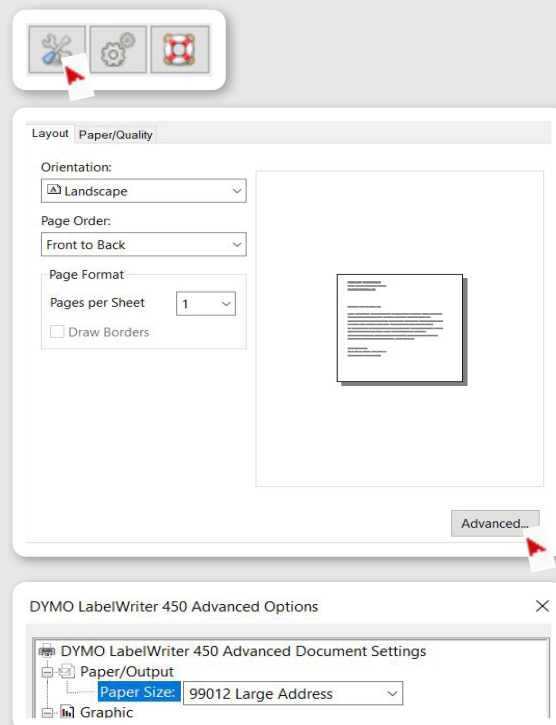 Layout Paper/Quality
Orientation:
Landscape
Page Order:
Front to Back
Page Format
Pages per Sheet 1
Draw Borders
Advanced...
DYMO LabelWriter 450 Advanced Options
DYMO LabelWriter 450 Advanced Document Settings
Paper/Output
Paper Size: 99012 Large Address
Graphic